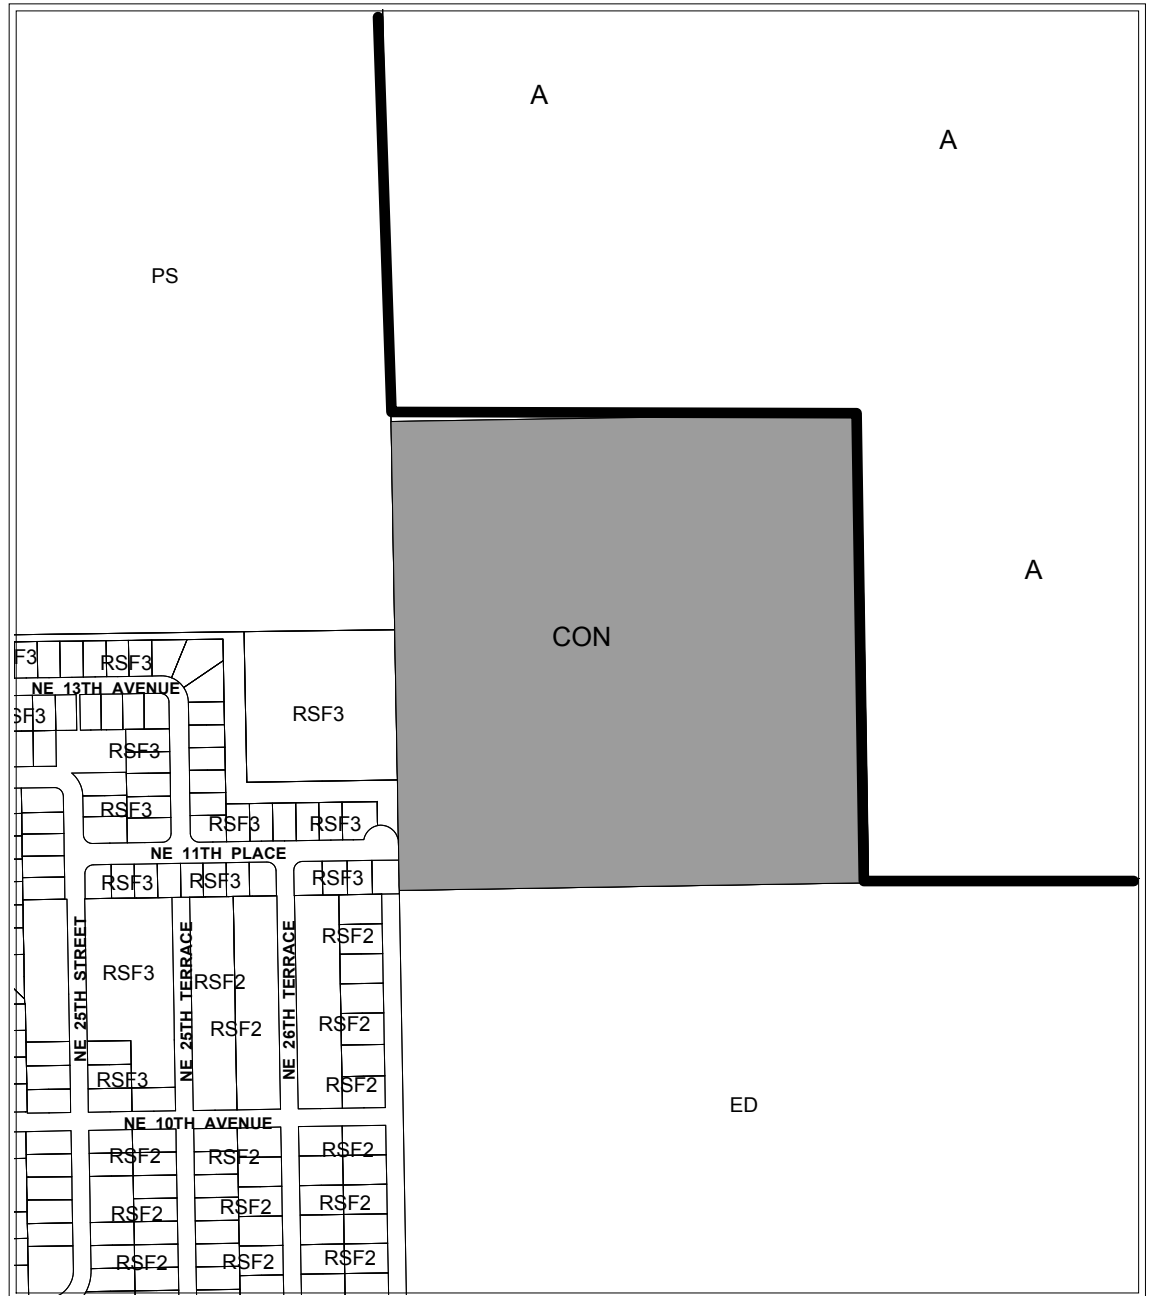 A
A
PS
A
CON
F3
RSF3
NE 13TH AVENUE
SF3
RSF3
RSF3
RSF3
RSF3
RSF3
NE 11TH PLACE
RSF3
RSF3
RSF3
NE 25TH STREET
NE 25TH TERRACE
NE 26TH TERRACE
RSF2
RSF3
RSF2
RSF2
RSF2
RSF3
RSF2
ED
NE 10TH AVENUE
RSF2
RSF2
RSF2
RSF2
RSF2
RSF2
RSF2
RSF2
RSF2